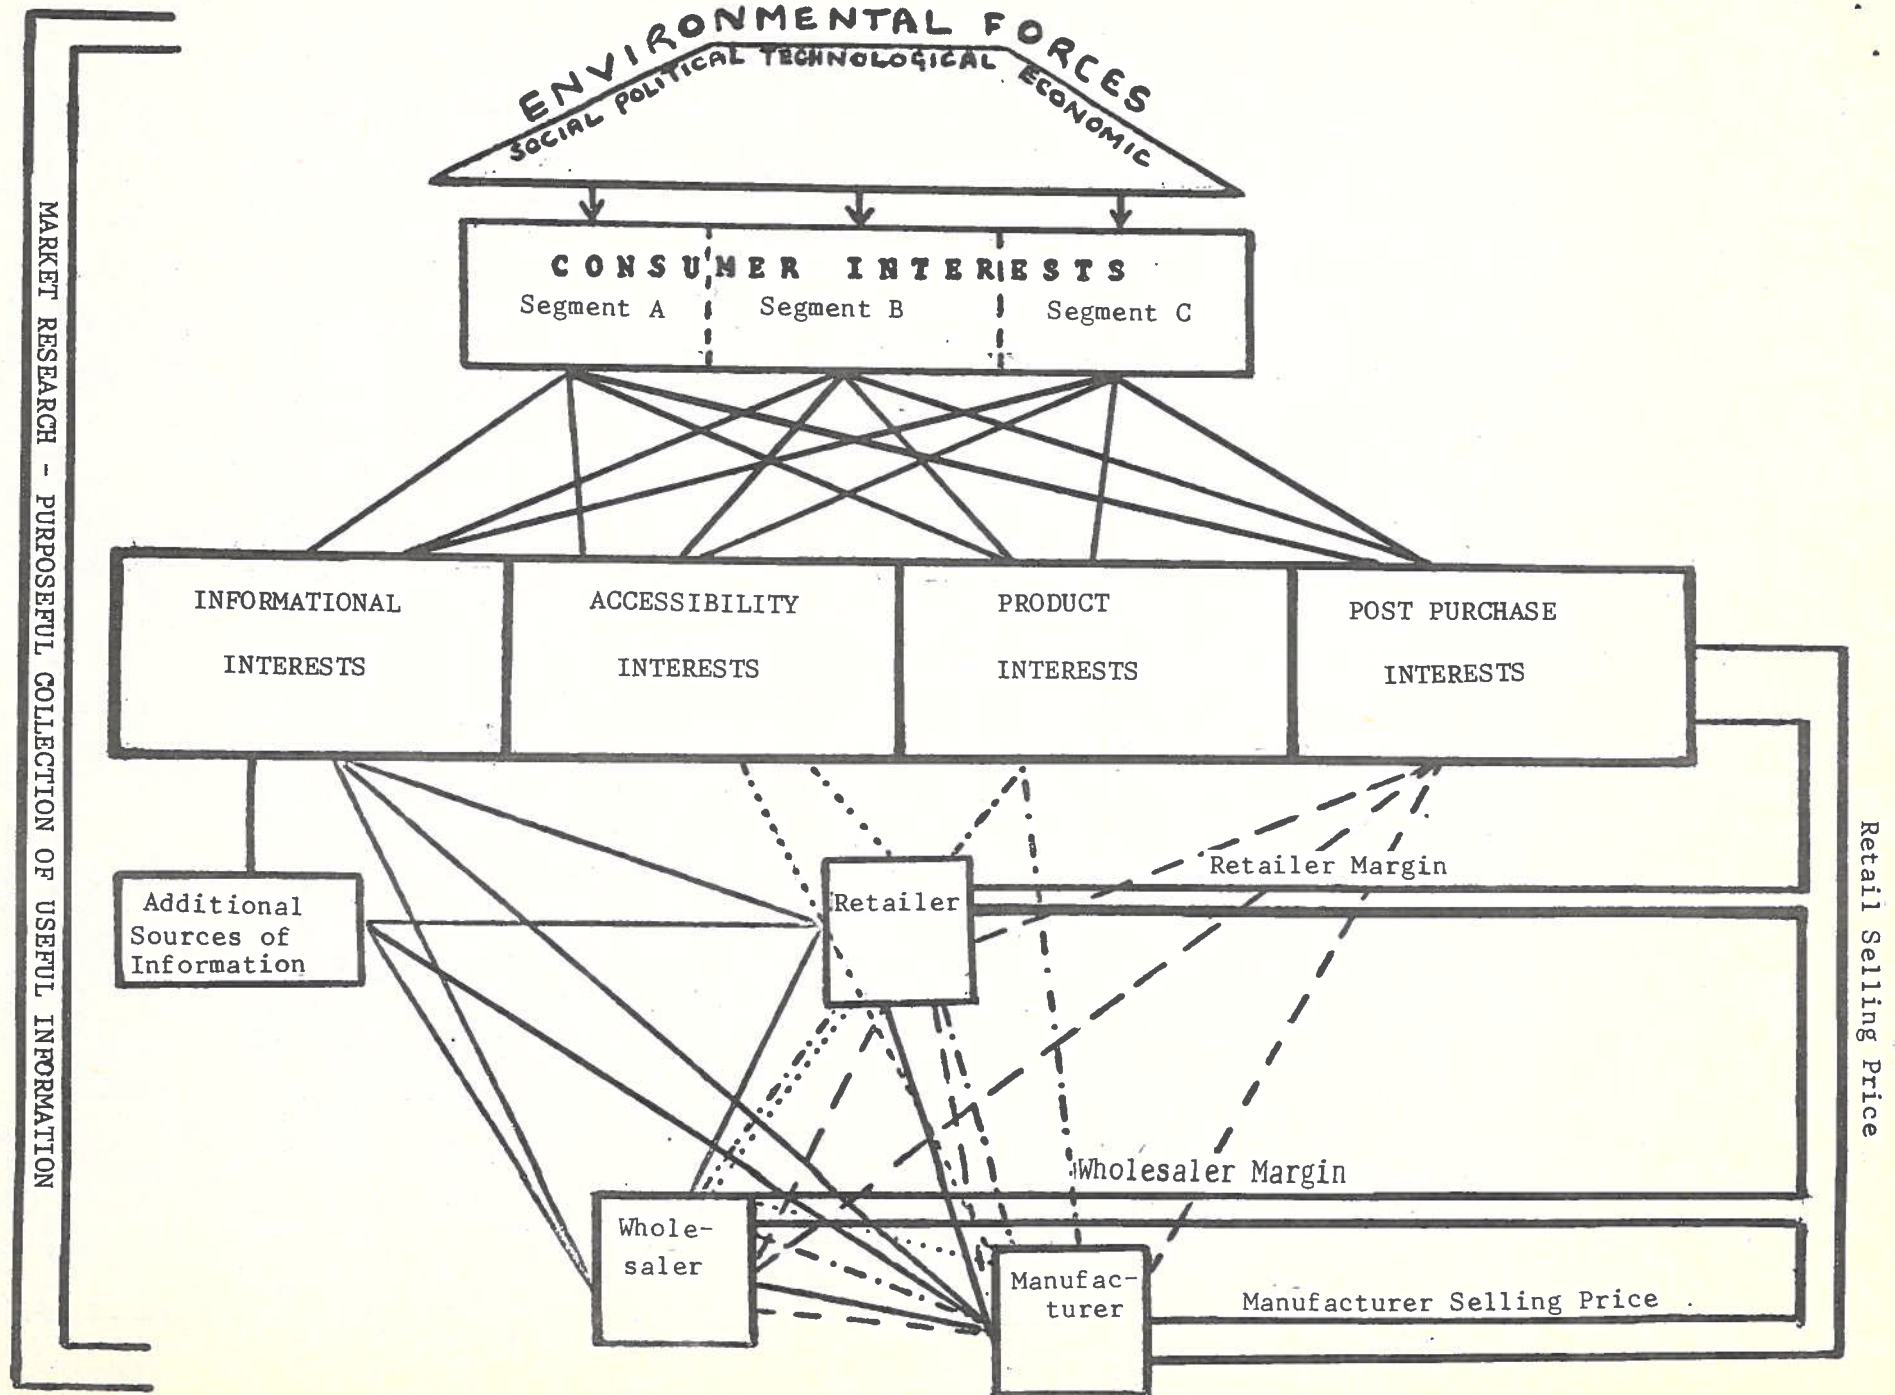 ENVIRONMENTAL FORCES
SOCIAL POLITICAL TECHNOLOGICAL ECONOMIC
CONSUMER INTERESTS
Segment A
Segment B
Segment C
INFORMATIONAL
INTERESTS
ACCESSIBILITY
INTERESTS
PRODUCT
INTERESTS
POST PURCHASE
INTERESTS
Additional
Sources of
Information
Retailer
Retailer Margin
Wholesaler Margin
Whole-
saler
Manufac-
turer
Manufacturer Selling Price
Retail Selling Price
MARKET RESEARCH - PURPOSEFUL COLLECTION OF USEFUL INFORMATION